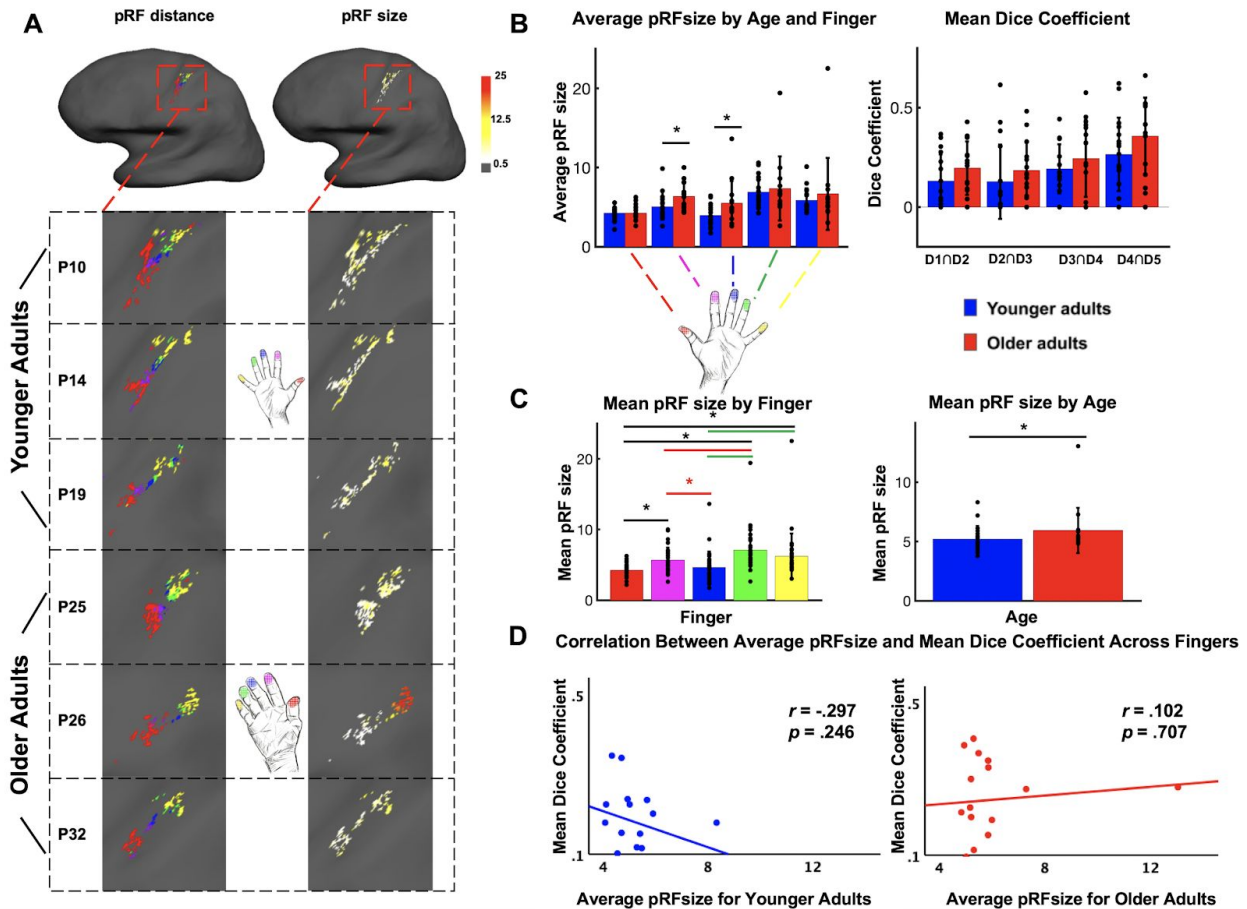 A
pRF distance
pRF size
25
12.5
0.5
Younger Adults
P10
P14
P19
Older Adults
P25
P26
P32
B
Average pRFsize by Age and Finger
Average pRF size
20
10
0
*
*
Mean Dice Coefficient
Dice Coefficient
0.5
0
D1∩D2
D2∩D3
D3∩D4
D4∩D5
Younger adults
Older adults
C
Mean pRF size by Finger
Mean pRF size
20
10
0
*
*
*
*
Finger
Mean pRF size by Age
Mean pRF size
10
5
0
*
Age
D
Correlation Between Average pRFsize and Mean Dice Coefficient Across Fingers
Mean Dice Coefficient
.5
.1
r = -.297
p = .246
4
8
12
Average pRFsize for Younger Adults
Mean Dice Coefficient
.5
.1
r = .102
p = .707
4
8
12
Average pRFsize for Older Adults